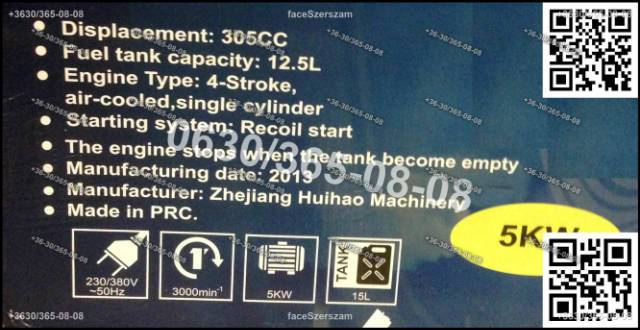 +3630/365-08-08 faceSzerszam
Displacement: 305CC
Fuel tank capacity: 12.5L
Engine Type: 4-Stroke,
air-cooled,single cylinder
Starting system: Recoil start
The engine stops when the tank become empty
Manufacturing date: 2013
Manufacturer: Zhejiang Huihao Machinery
Made in PRC.
0630/365-08-08
5KW
230/380V
~50Hz
3000min-1
5KW
TANK
15L
+36-30/365-08-08
faceSzerszam